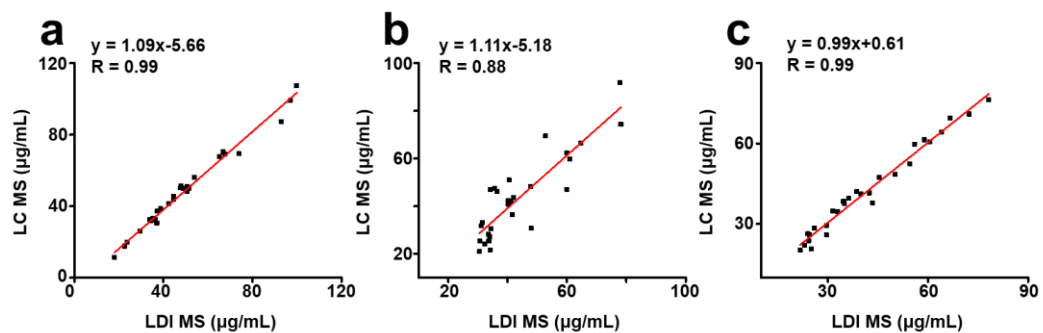 a
y = 1.09x-5.66
R = 0.99
120
80
40
0
0
40
80
120
LC MS (µg/mL)
LDI MS (µg/mL)
b
y = 1.11x-5.18
R = 0.88
100
60
20
20
60
100
LC MS (µg/mL)
LDI MS (µg/mL)
c
y = 0.99x+0.61
R = 0.99
90
60
30
30
60
90
LC MS (µg/mL)
LDI MS (µg/mL)